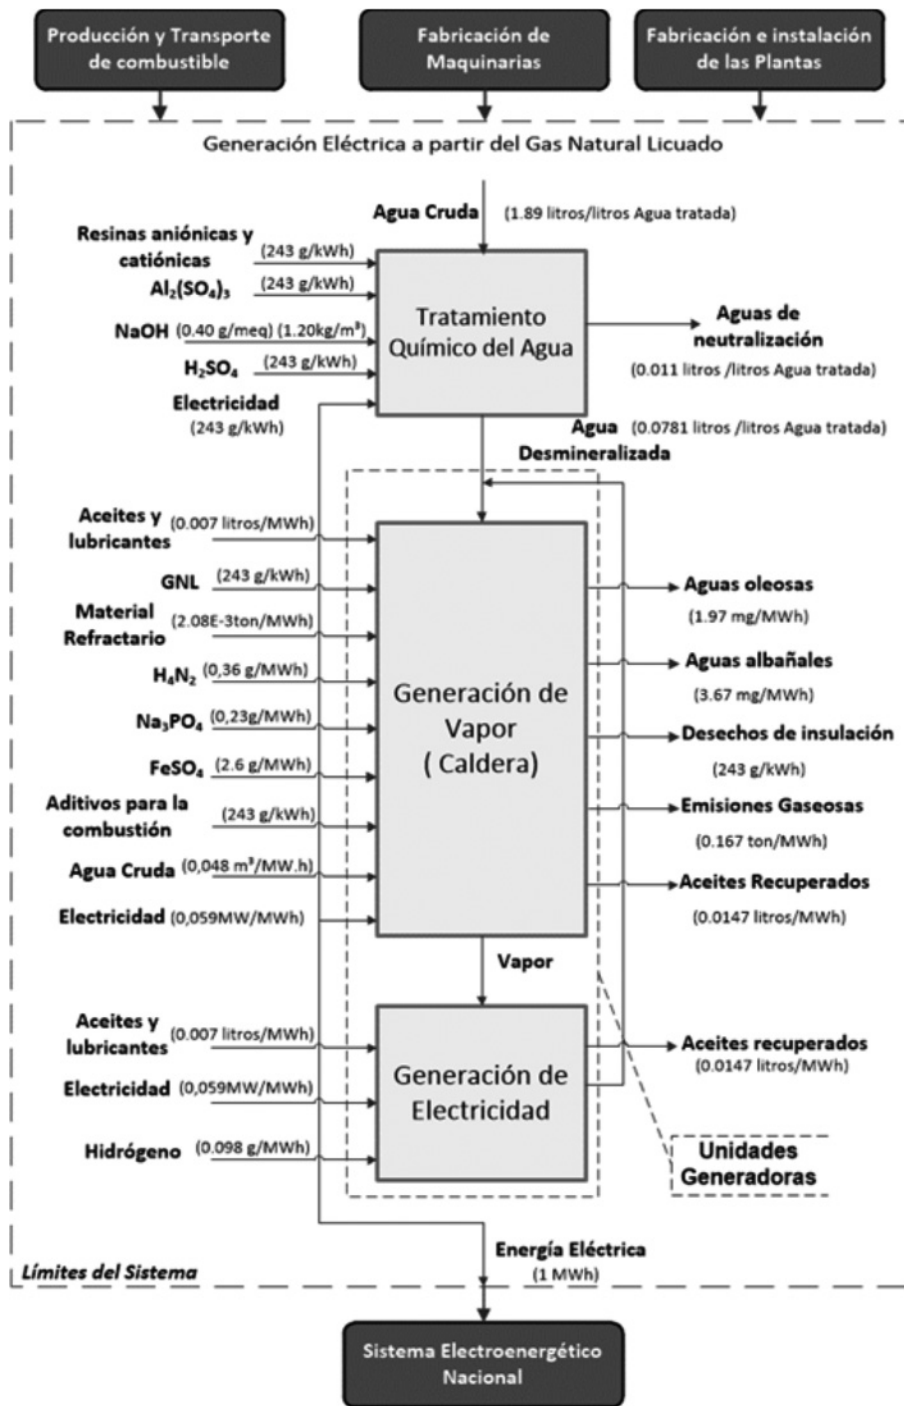 Producción y Transporte
de combustible
Fabricación de
Maquinarias
Fabricación e instalación
de las Plantas
Generación Eléctrica a partir del Gas Natural Licuado
Agua Cruda (1.89 litros/litros Agua tratada)
Resinas aniónicas y
catiónicas (243 g/kWh)
Al₂(SO₄)₃ (243 g/kWh)
NaOH (0.40 g/meq) (1.20kg/m³)
H₂SO₄ (243 g/kWh)
Electricidad
(243 g/kWh)
Tratamiento
Químico del Agua
Aguas de
neutralización
(0.011 litros /litros Agua tratada)
Agua (0.0781 litros /litros Agua tratada)
Desmineralizada
Aceites y
lubricantes (0.007 litros/MWh)
GNL (243 g/kWh)
Material
Refractario (2.08E-3ton/MWh)
H₄N₂ (0,36 g/MWh)
Na₃PO₄ (0,23g/MWh)
FeSO₄ (2.6 g/MWh)
Aditivos para la
combustión (243 g/kWh)
Agua Cruda (0,048 m³/MW.h)
Electricidad (0,059MW/MWh)
Generación de
Vapor
( Caldera)
Aguas oleosas
(1.97 mg/MWh)
Aguas albañales
(3.67 mg/MWh)
Desechos de insulación
(243 g/kWh)
Emisiones Gaseosas
(0.167 ton/MWh)
Aceites Recuperados
(0.0147 litros/MWh)
Vapor
Aceites y
lubricantes (0.007 litros/MWh)
Electricidad (0,059MW/MWh)
Hidrógeno (0.098 g/MWh)
Generación de
Electricidad
Aceites recuperados
(0.0147 litros/MWh)
Unidades
Generadoras
Energía Eléctrica
(1 MWh)
Límites del Sistema
Sistema Electroenergético
Nacional